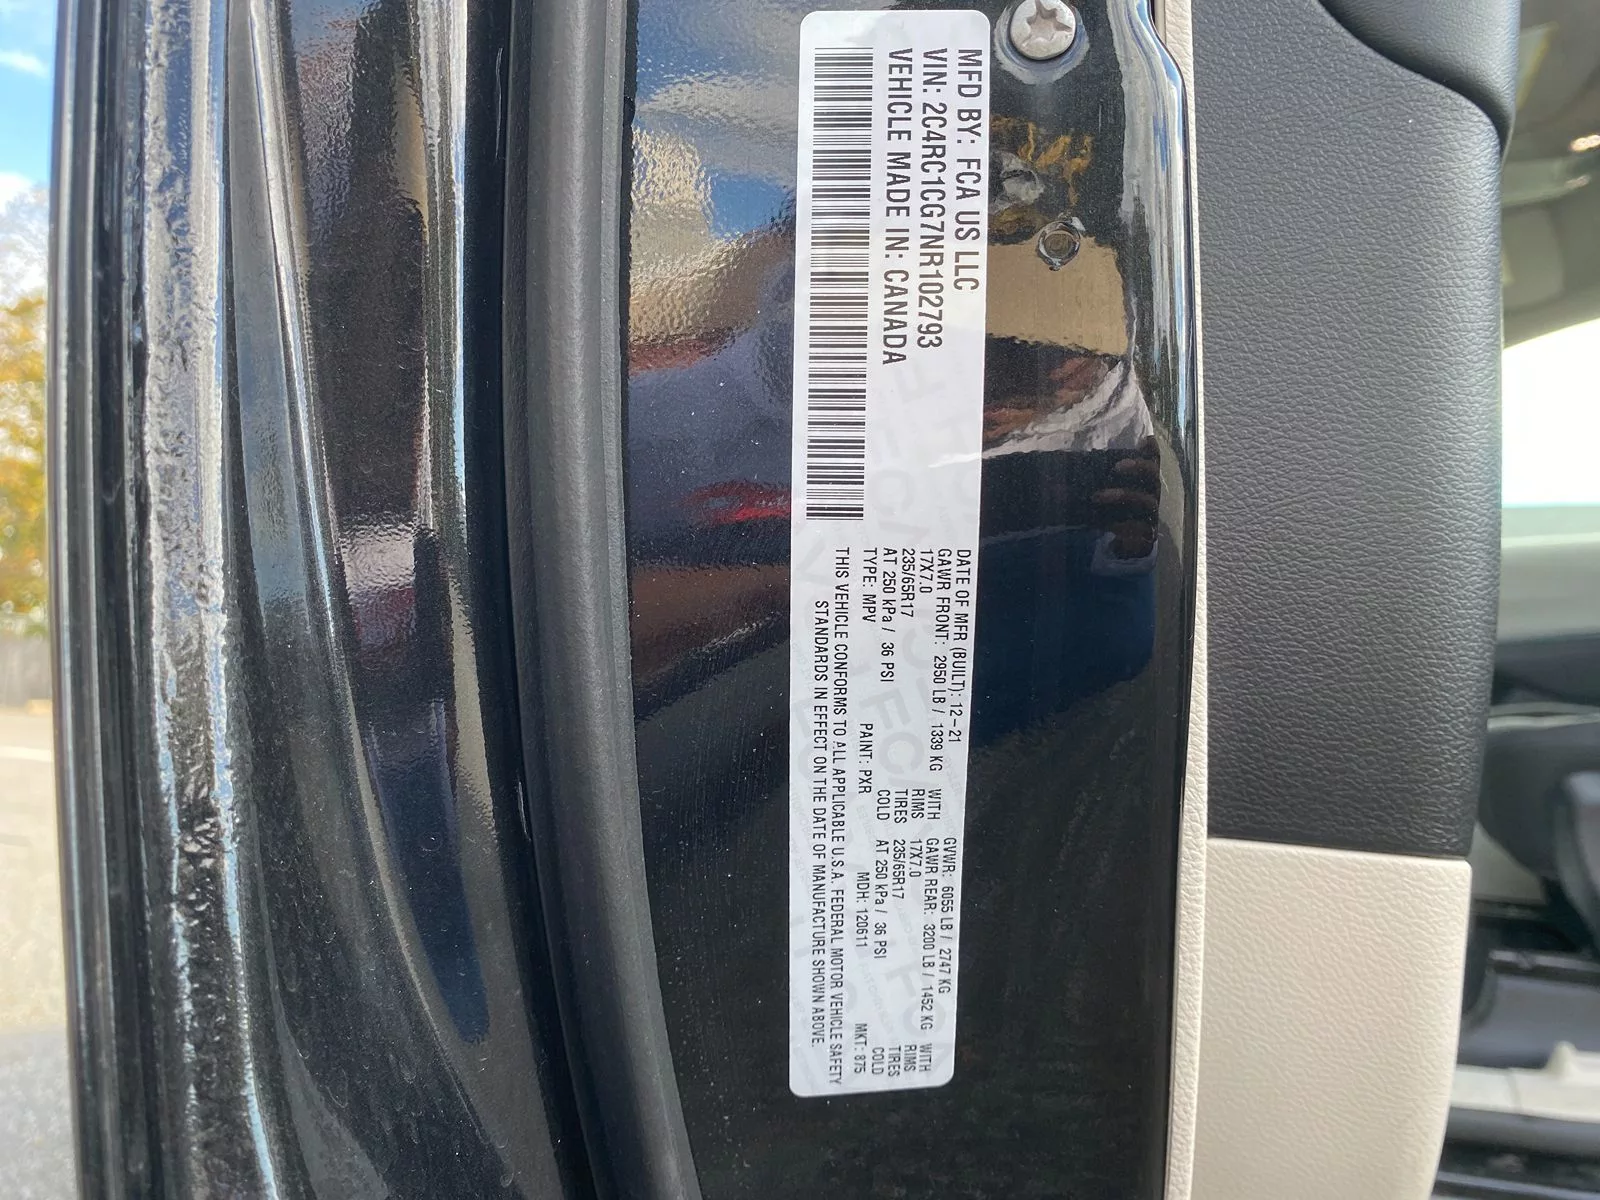 MFD BY: FCA US LLC
VIN: 2C4RC1CG7NR102793
VEHICLE MADE IN: CANADA
DATE OF MFR (BUILT): 12-21 GVWR: 6055 LB / 2747 KG
GAWR FRONT: 2950 LB / 1339 KG WITH GAWR REAR: 3200 LB / 1452 KG WITH
17X7.0 RIMS 17X7.0 RIMS
235/65R17 TIRES 235/65R17 TIRES
AT 250 kPa / 36 PSI COLD AT 250 kPa / 36 PSI COLD
TYPE: MPV PAINT: PXR MDH: 120611 MKT: 875
THIS VEHICLE CONFORMS TO ALL APPLICABLE U.S.A. FEDERAL MOTOR VEHICLE SAFETY
STANDARDS IN EFFECT ON THE DATE OF MANUFACTURE SHOWN ABOVE.